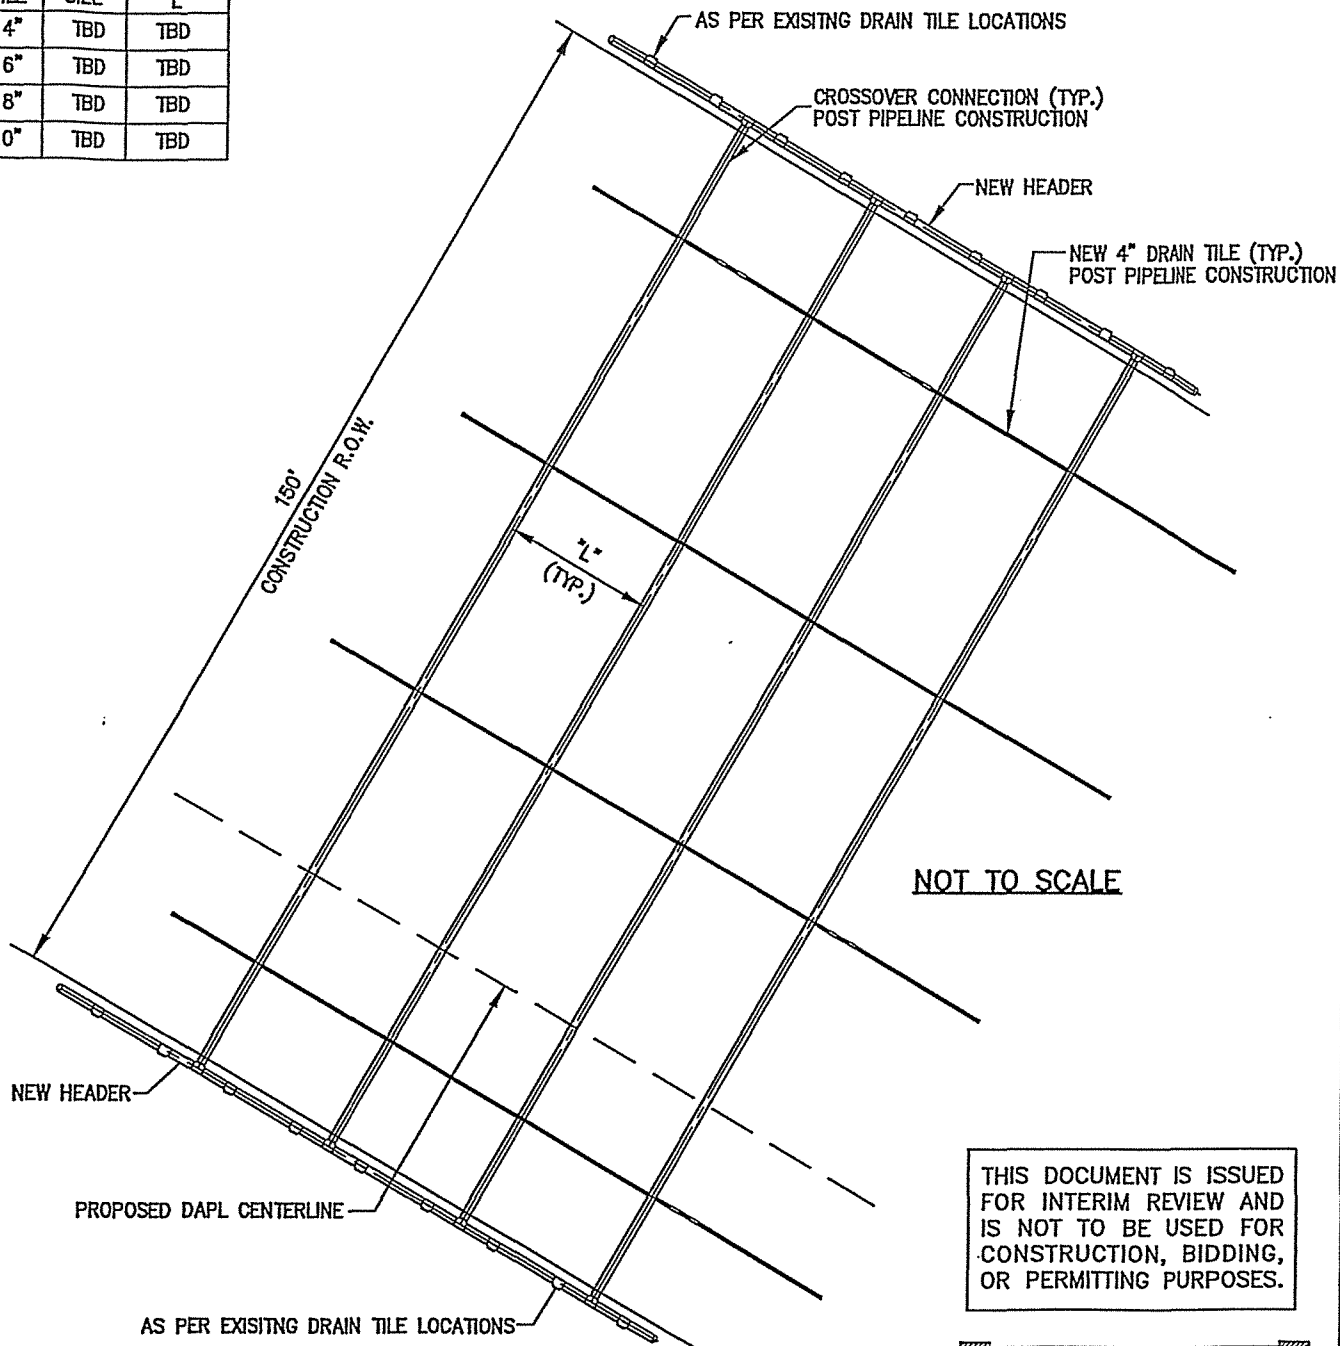 4" TBD TBD
6" TBD TBD
8" TBD TBD
0" TBD TBD
AS PER EXISITNG DRAIN TILE LOCATIONS
CROSSOVER CONNECTION (TYP.)
POST PIPELINE CONSTRUCTION
NEW HEADER
NEW 4" DRAIN TILE (TYP.)
POST PIPELINE CONSTRUCTION
150'
CONSTRUCTION R.O.W.
"L"
(TYP.)
NOT TO SCALE
NEW HEADER
PROPOSED DAPL CENTERLINE
AS PER EXISITNG DRAIN TILE LOCATIONS
THIS DOCUMENT IS ISSUED
FOR INTERIM REVIEW AND
IS NOT TO BE USED FOR
CONSTRUCTION, BIDDING,
OR PERMITTING PURPOSES.